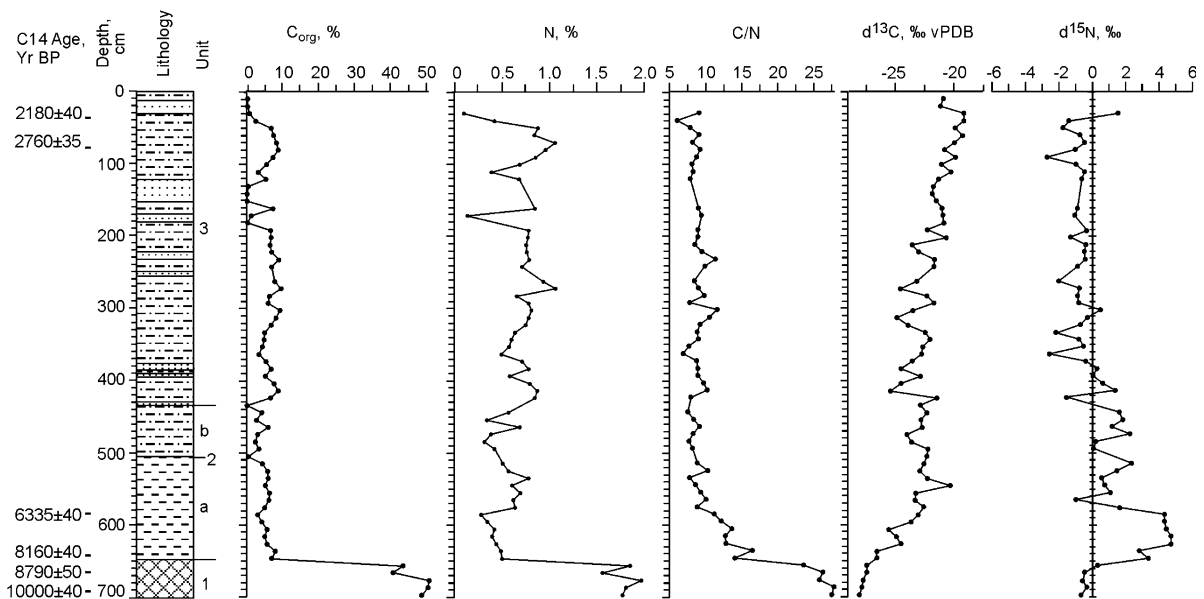 C14 Age, Yr BP
Depth, cm
Lithology
Unit
Corg, %
N, %
C/N
d13C, ‰ vPDB
d15N, ‰
0 10 20 30 40 50
0 0.5 1.0 1.5 2.0
5 10 15 20 25
-25 -20
-6 -4 -2 0 2 4 6
0
2180±40
2760±35
100
200
3
300
400
b
500
2
a
6335±40
600
8160±40
8790±50
1
10000±40
700